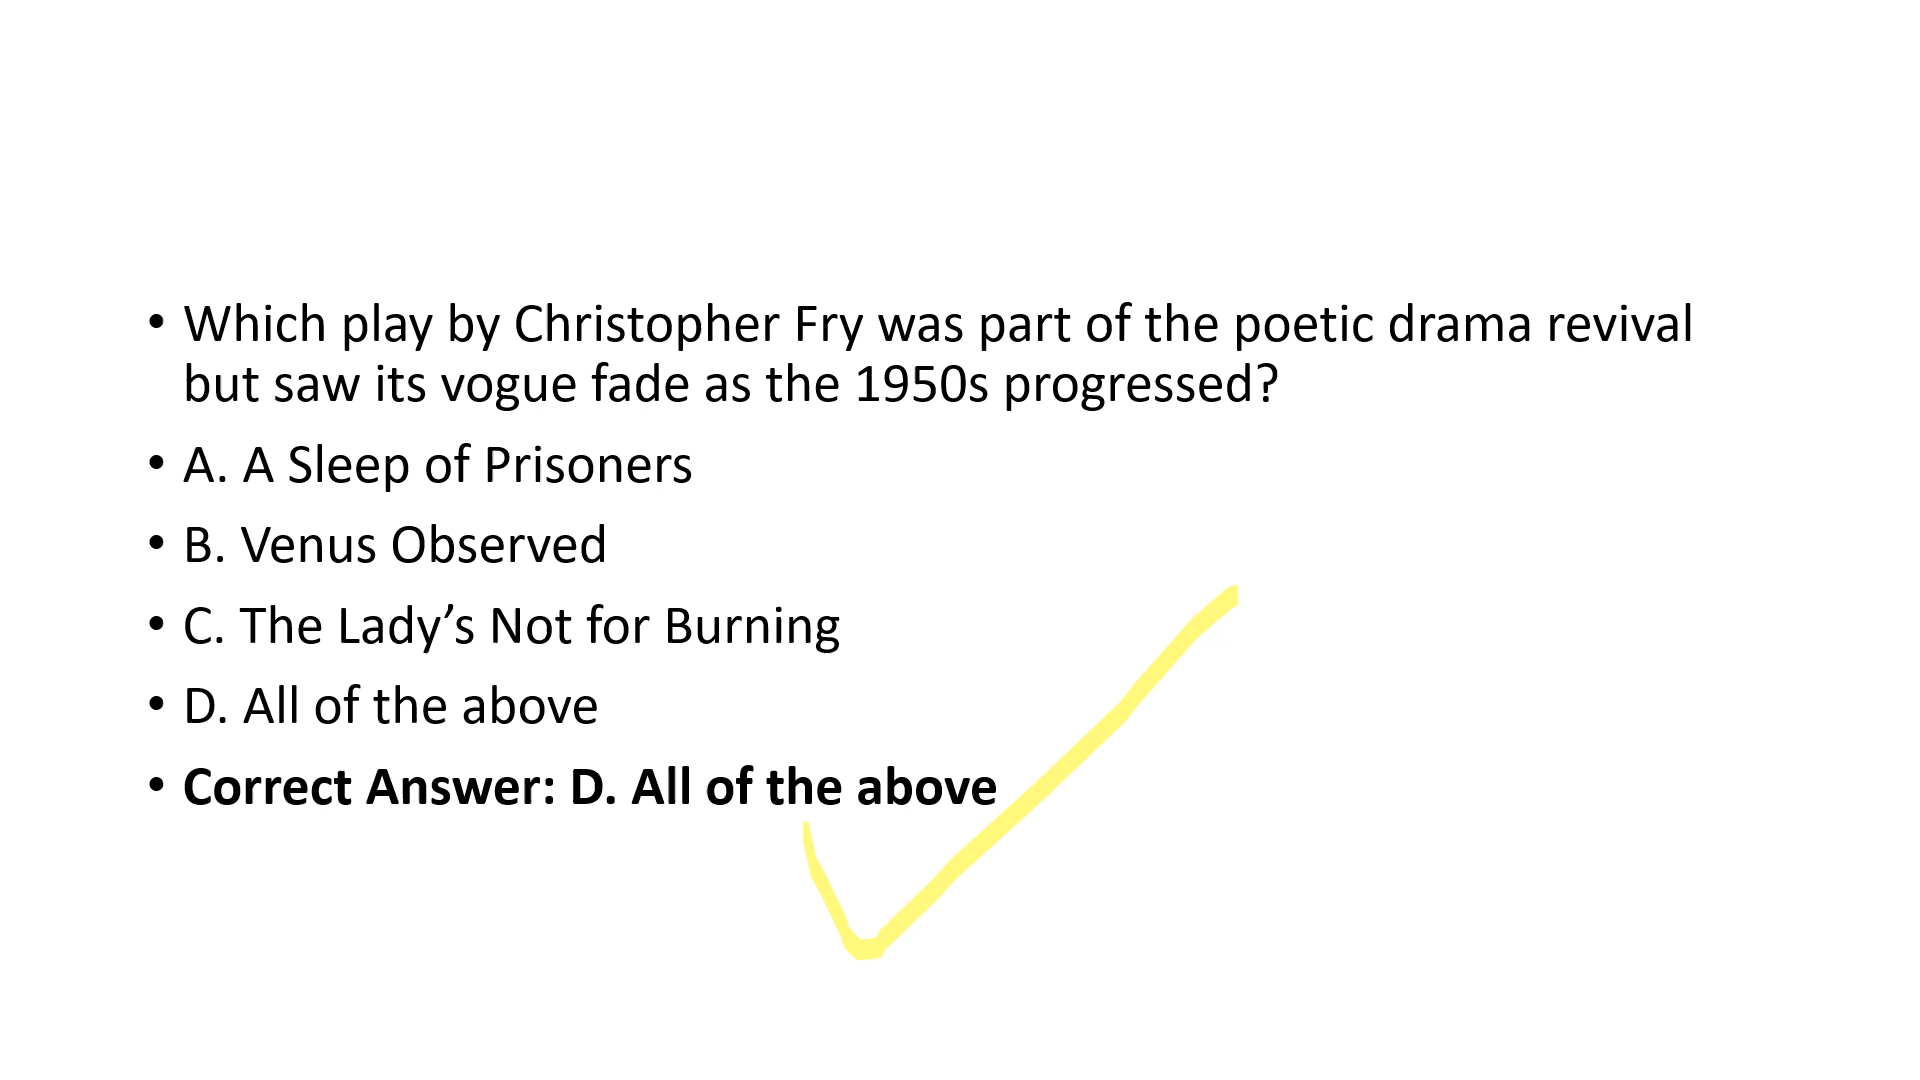 • Which play by Christopher Fry was part of the poetic drama revival
but saw its vogue fade as the 1950s progressed?
• A. A Sleep of Prisoners
• B. Venus Observed
• C. The Lady’s Not for Burning
• D. All of the above
• Correct Answer: D. All of the above